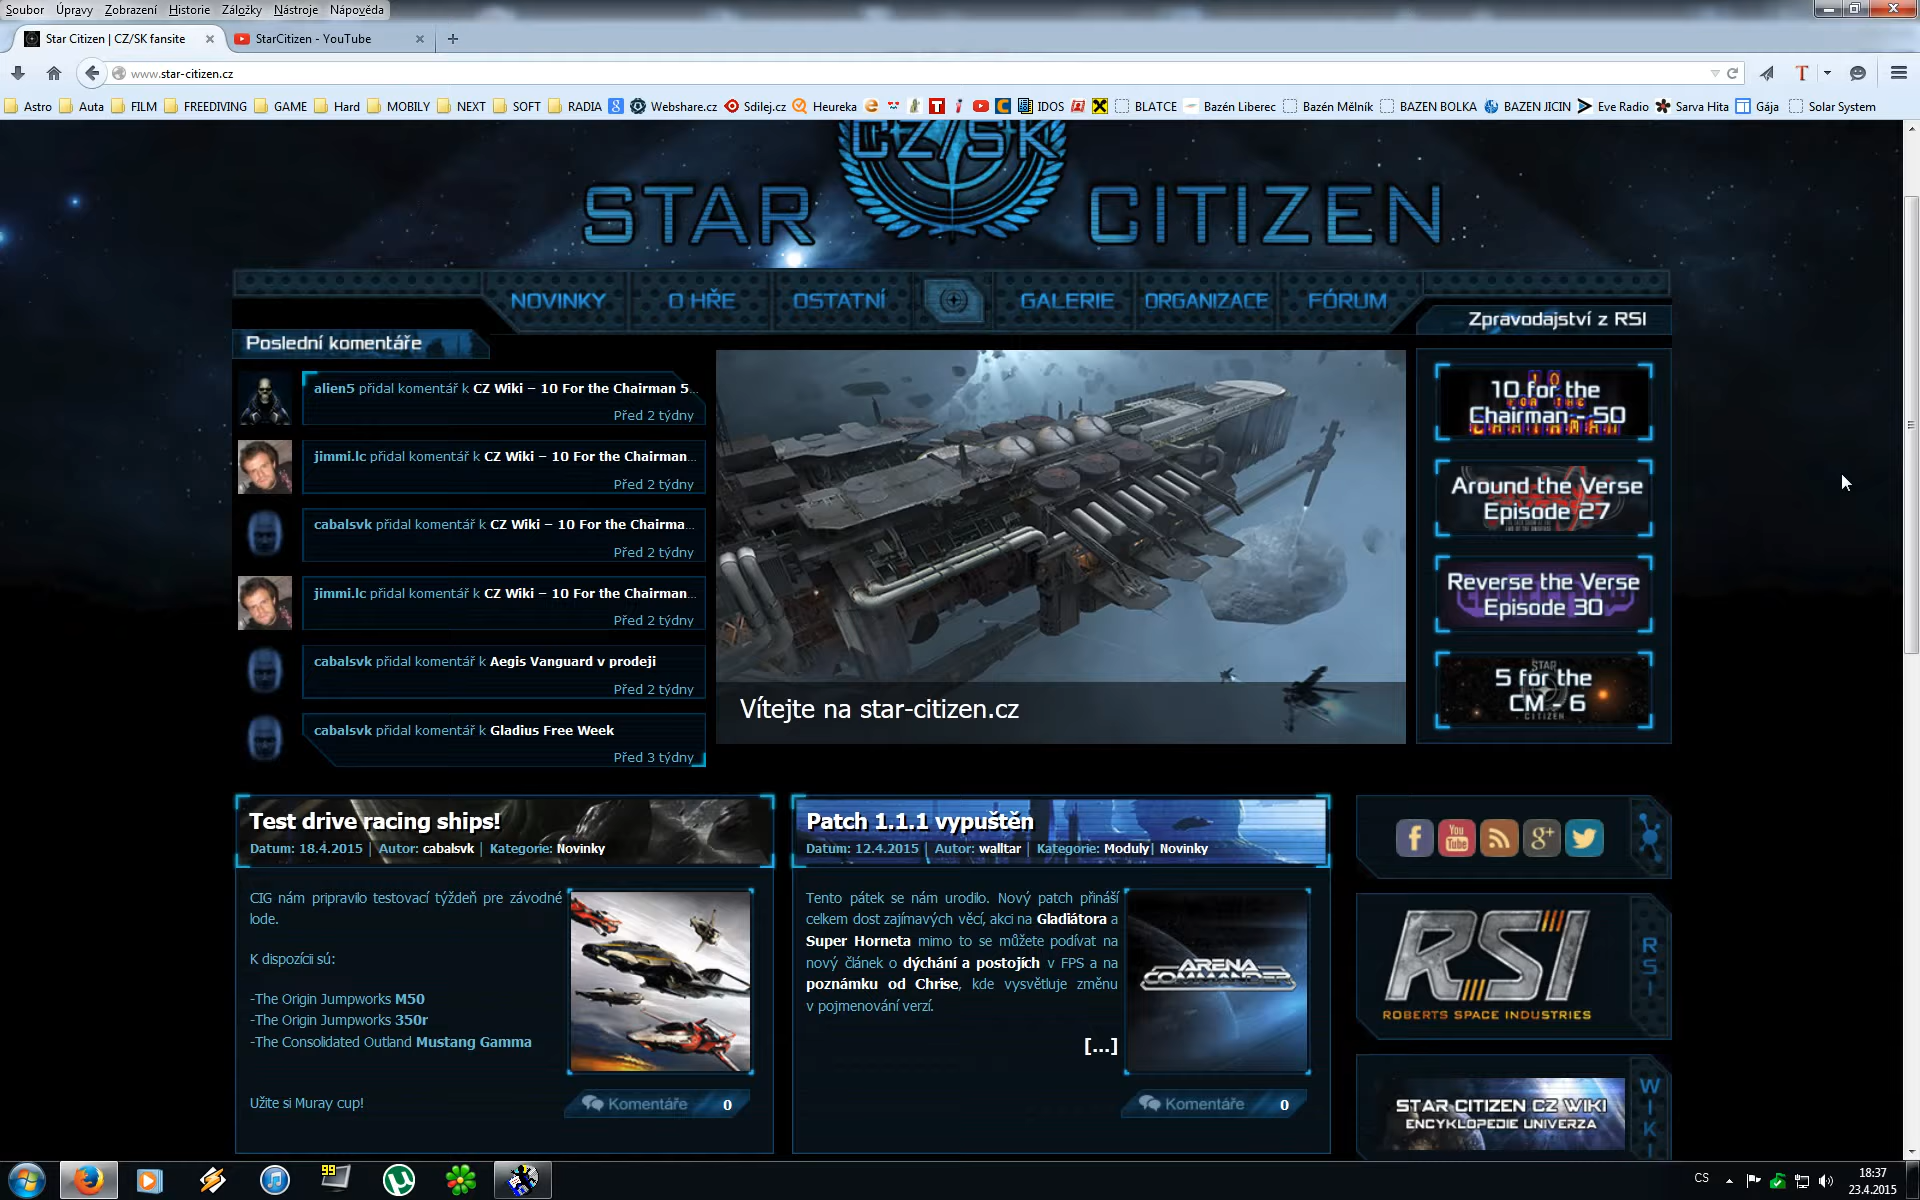 Soubor Úpravy Zobrazení Historie Záložky Nástroje Nápověda
Star Citizen | CZ/SK fansite
StarCitizen - YouTube
www.star-citizen.cz
Astro Auta FILM FREEDIVING GAME Hard MOBILY NEXT SOFT RADIA Webshare.cz Sdilej.cz Heureka IDOS BLATCE Bazén Liberec Bazén Mělník BAZEN BOLKA BAZEN JICIN Eve Radio Sarva Hita Gája Solar System
CZ/SK
STAR CITIZEN
NOVINKY O HŘE OSTATNÍ GALERIE ORGANIZACE FÓRUM
Zpravodajství z RSI
Poslední komentáře
alien5 přidal komentář k CZ Wiki – 10 For the Chairman 5...
Před 2 týdny
jimmi.lc přidal komentář k CZ Wiki – 10 For the Chairman...
Před 2 týdny
cabalsvk přidal komentář k CZ Wiki – 10 For the Chairma...
Před 2 týdny
jimmi.lc přidal komentář k CZ Wiki – 10 For the Chairman...
Před 2 týdny
cabalsvk přidal komentář k Aegis Vanguard v prodeji
Před 2 týdny
cabalsvk přidal komentář k Gladius Free Week
Před 3 týdny
Vítejte na star-citizen.cz
10 for the
Chairman - 50
Around the Verse
Episode 27
Reverse the Verse
Episode 30
STAR
5 for the
CM - 6
CITIZEN
Test drive racing ships!
Datum: 18.4.2015 | Autor: cabalsvk | Kategorie: Novinky
CIG nám pripravilo testovací týždeň pre závodné
lode.
K dispozícii sú:
-The Origin Jumpworks M50
-The Origin Jumpworks 350r
-The Consolidated Outland Mustang Gamma
Užite si Muray cup!
Komentáře 0
Patch 1.1.1 vypuštěn
Datum: 12.4.2015 | Autor: walltar | Kategorie: Moduly| Novinky
Tento pátek se nám urodilo. Nový patch přináší
celkem dost zajímavých věcí, akci na Gladiátora a
Super Horneta mimo to se můžete podívat na
nový článek o dýchání a postojích v FPS a na
poznámku od Chrise, kde vysvětluje změnu
v pojmenování verzí.
[...]
ARENA
COMMANDER
Komentáře 0
You
Tube
g+
RSI
ROBERTS SPACE INDUSTRIES
RSI
STAR CITIZEN CZ WIKI
ENCYKLOPEDIE UNIVERZA
WIKI
99
CS
18:37
23.4.2015